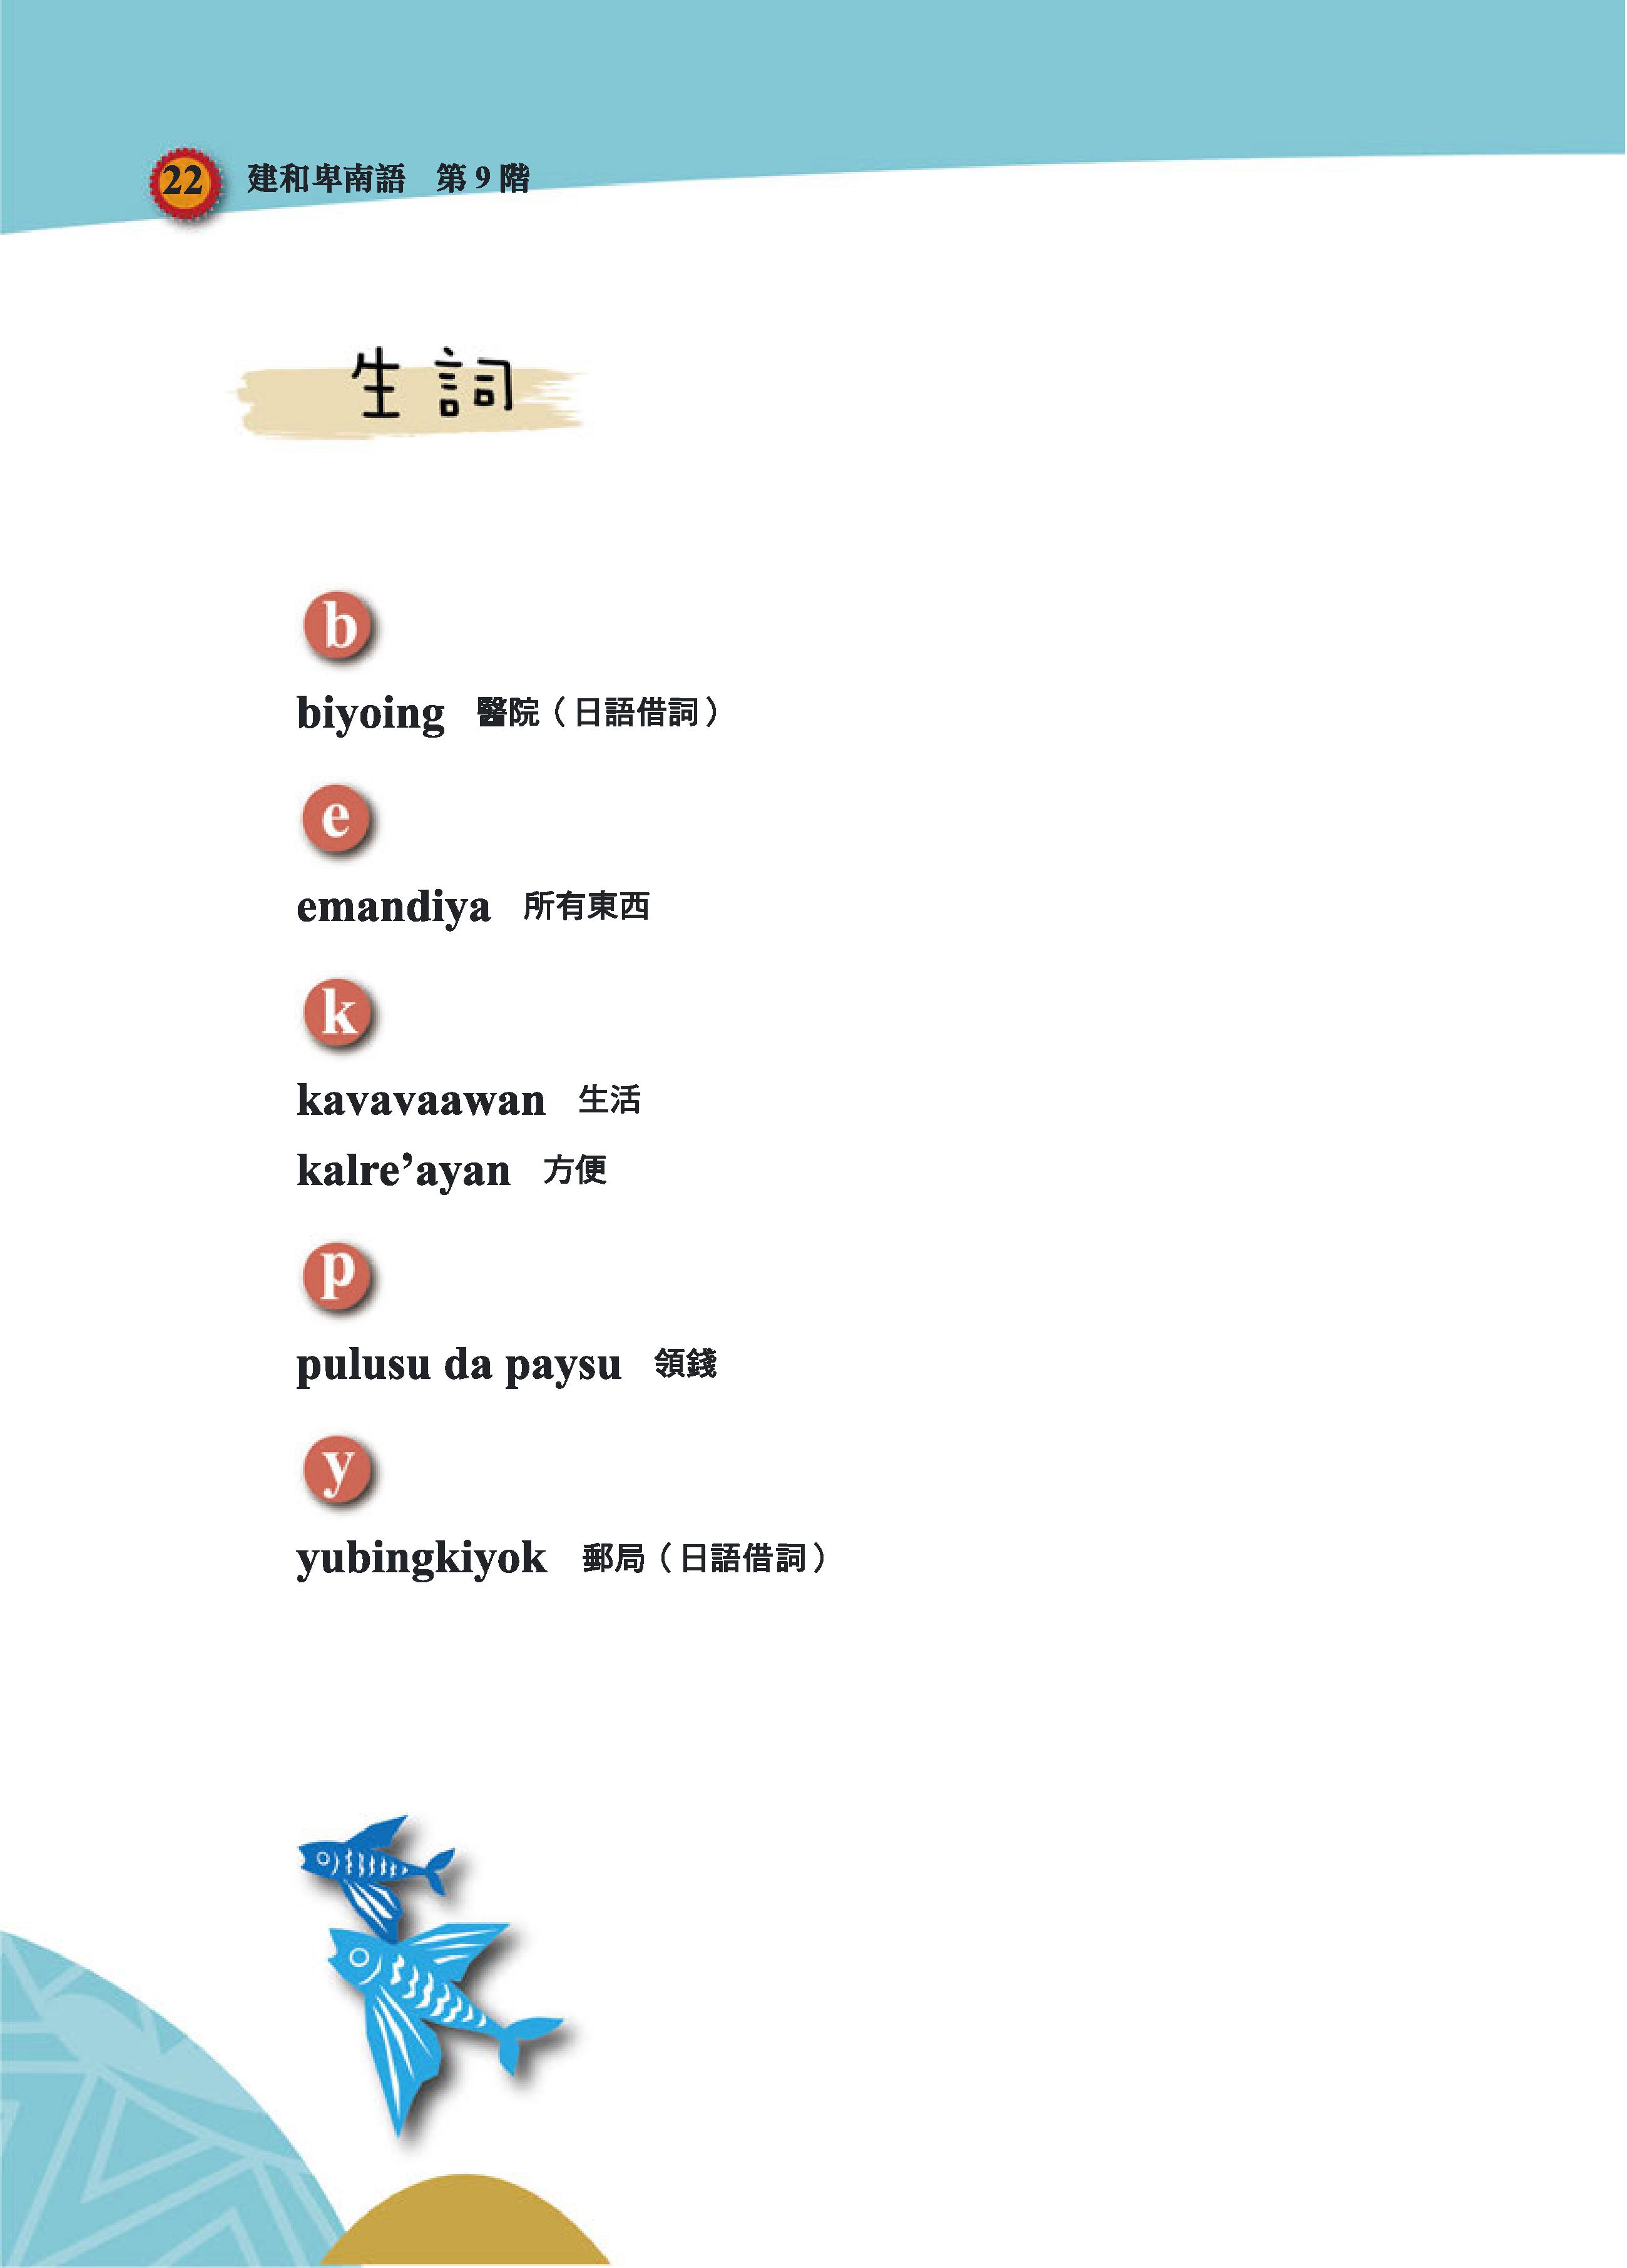 22 建和卑南語 第9階
生詞
b
biyoing 醫院（日語借詞）
e
emandiya 所有東西
k
kavavaawan 生活
kalre’ayan 方便
p
pulusu da paysu 領錢
y
yubingkiyok 郵局（日語借詞）